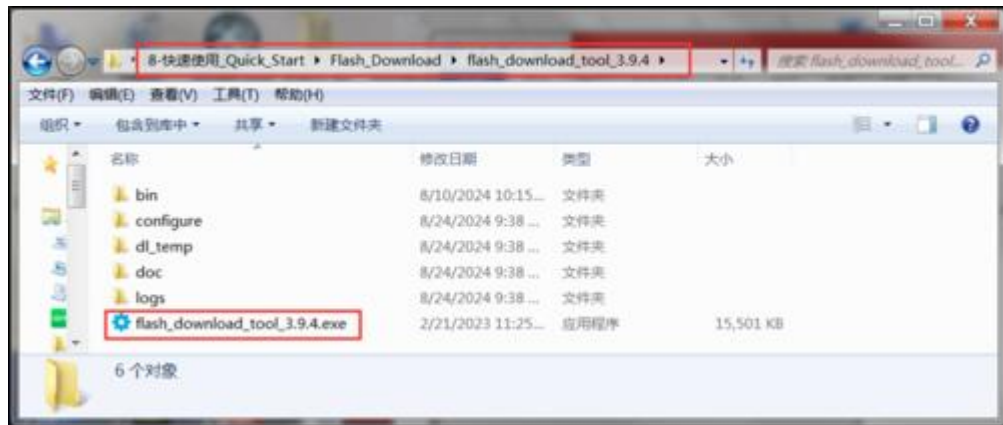 8-快速使用_Quick_Start ▸ Flash_Download ▸ flash_download_tool_3.9.4 ▸
搜索 flash_download_tool...
文件(F) 编辑(E) 查看(V) 工具(T) 帮助(H)
组织 包含到库中 共享 新建文件夹
名称 修改日期 类型 大小
bin 8/10/2024 10:15... 文件夹
configure 8/24/2024 9:38 ... 文件夹
dl_temp 8/24/2024 9:38 ... 文件夹
doc 8/24/2024 9:38 ... 文件夹
logs 8/24/2024 9:38 ... 文件夹
flash_download_tool_3.9.4.exe 2/21/2023 11:25... 应用程序 15,501 KB
6 个对象